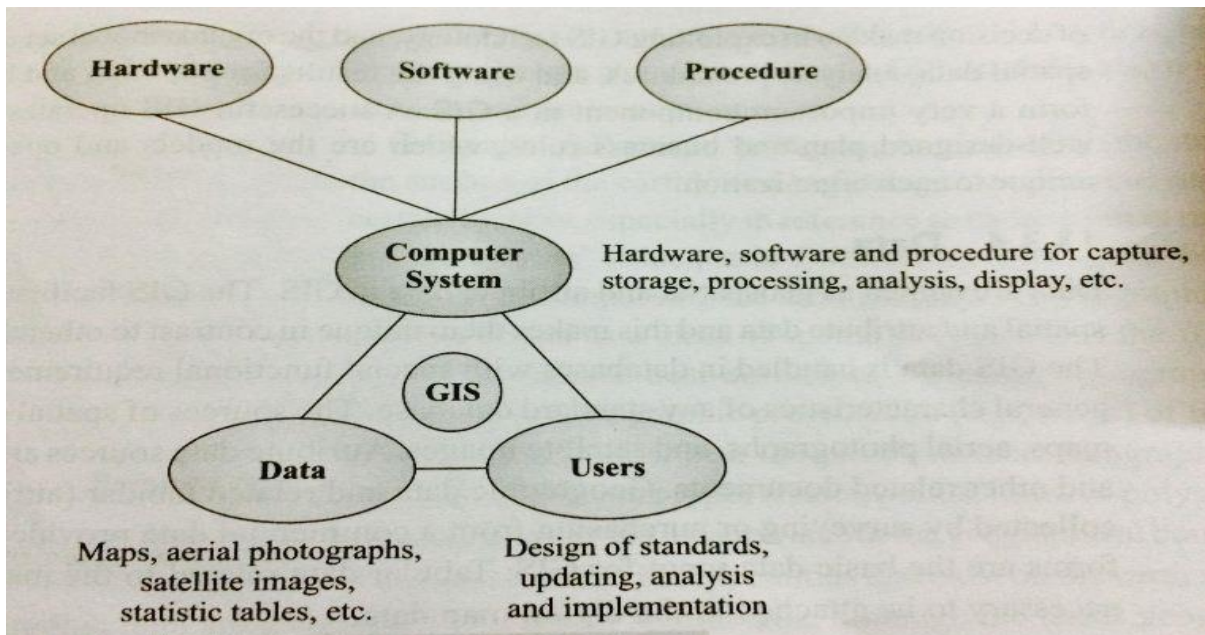 Hardware
Software
Procedure
Computer
System
Hardware, software and procedure for capture,
storage, processing, analysis, display, etc.
GIS
Data
Users
Maps, aerial photographs,
satellite images,
statistic tables, etc.
Design of standards,
updating, analysis
and implementation